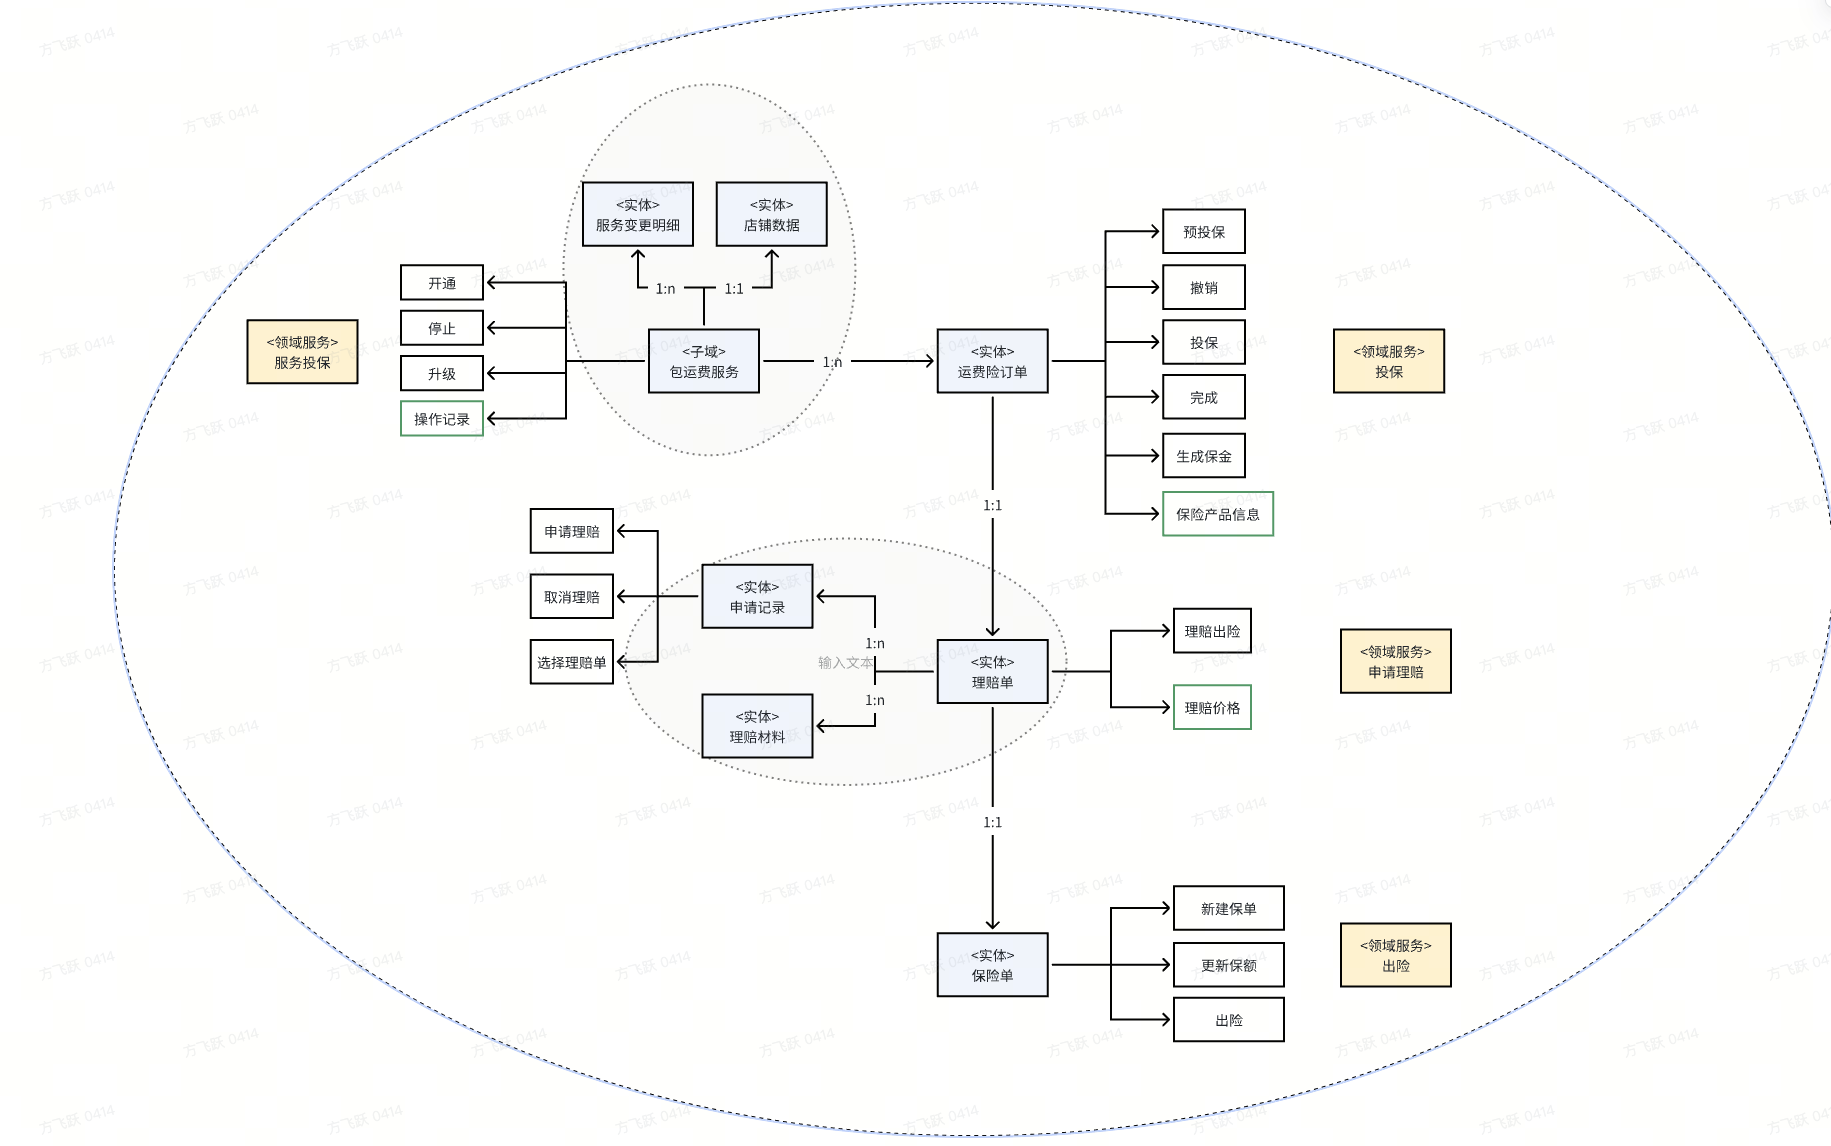 <实体>
服务变更明细
<实体>
店铺数据
1:n
1:1
开通
停止
升级
操作记录
<领域服务>
服务投保
<子域>
包运费服务
1:n
<实体>
运费险订单
预投保
撤销
投保
完成
生成保金
保险产品信息
<领域服务>
投保
1:1
申请理赔
取消理赔
选择理赔单
<实体>
申请记录
1:n
输入文本
1:n
<实体>
理赔材料
<实体>
理赔单
理赔出险
理赔价格
<领域服务>
申请理赔
1:1
<实体>
保险单
新建保单
更新保额
出险
<领域服务>
出险
方飞跃 0414